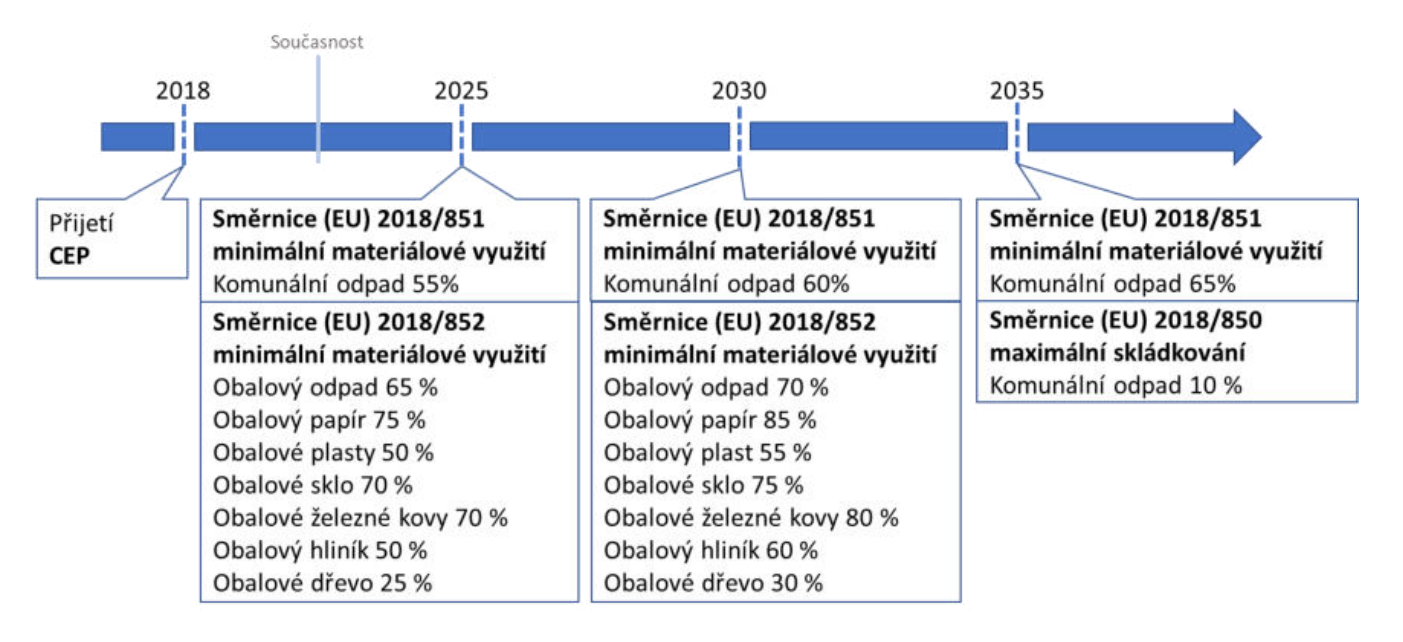 Současnost
2018
2025
2030
2035
Přijetí
CEP
Směrnice (EU) 2018/851
minimální materiálové využití
Komunální odpad 55%
Směrnice (EU) 2018/852
minimální materiálové využití
Obalový odpad 65 %
Obalový papír 75 %
Obalové plasty 50 %
Obalové sklo 70 %
Obalové železné kovy 70 %
Obalový hliník 50 %
Obalové dřevo 25 %
Směrnice (EU) 2018/851
minimální materiálové využití
Komunální odpad 60%
Směrnice (EU) 2018/852
minimální materiálové využití
Obalový odpad 70 %
Obalový papír 85 %
Obalový plast 55 %
Obalové sklo 75 %
Obalové železné kovy 80 %
Obalový hliník 60 %
Obalové dřevo 30 %
Směrnice (EU) 2018/851
minimální materiálové využití
Komunální odpad 65%
Směrnice (EU) 2018/850
maximální skládkování
Komunální odpad 10 %